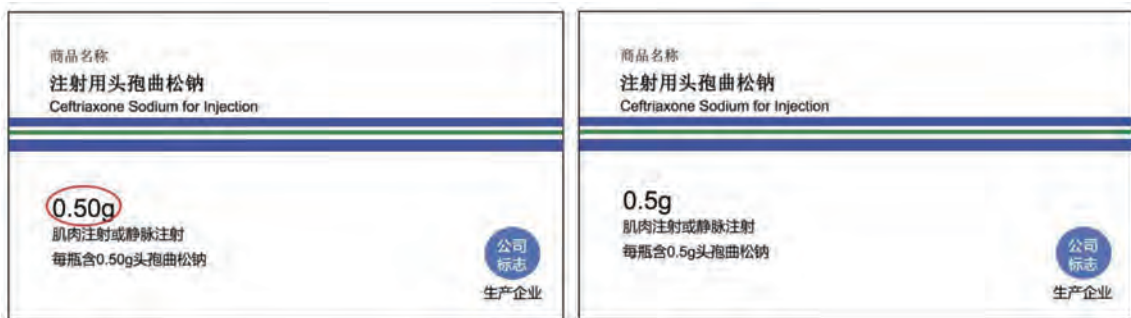 商品名称
注射用头孢曲松钠
Ceftriaxone Sodium for Injection
0.50g
肌肉注射或静脉注射
每瓶含0.50g头孢曲松钠
公司
标志
生产企业
商品名称
注射用头孢曲松钠
Ceftriaxone Sodium for Injection
0.5g
肌肉注射或静脉注射
每瓶含0.5g头孢曲松钠
公司
标志
生产企业